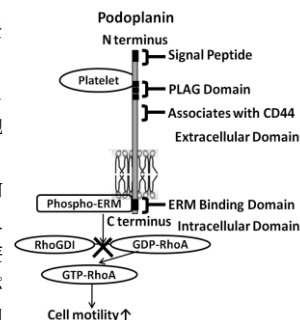 Podoplanin
N terminus
Signal Peptide
Platelet
PLAG Domain
Associates with CD44
Extracellular Domain
Phospho-ERM
ERM Binding Domain
C terminus
Intracellular Domain
RhoGDI
GDP-RhoA
GTP-RhoA
Cell motility↑